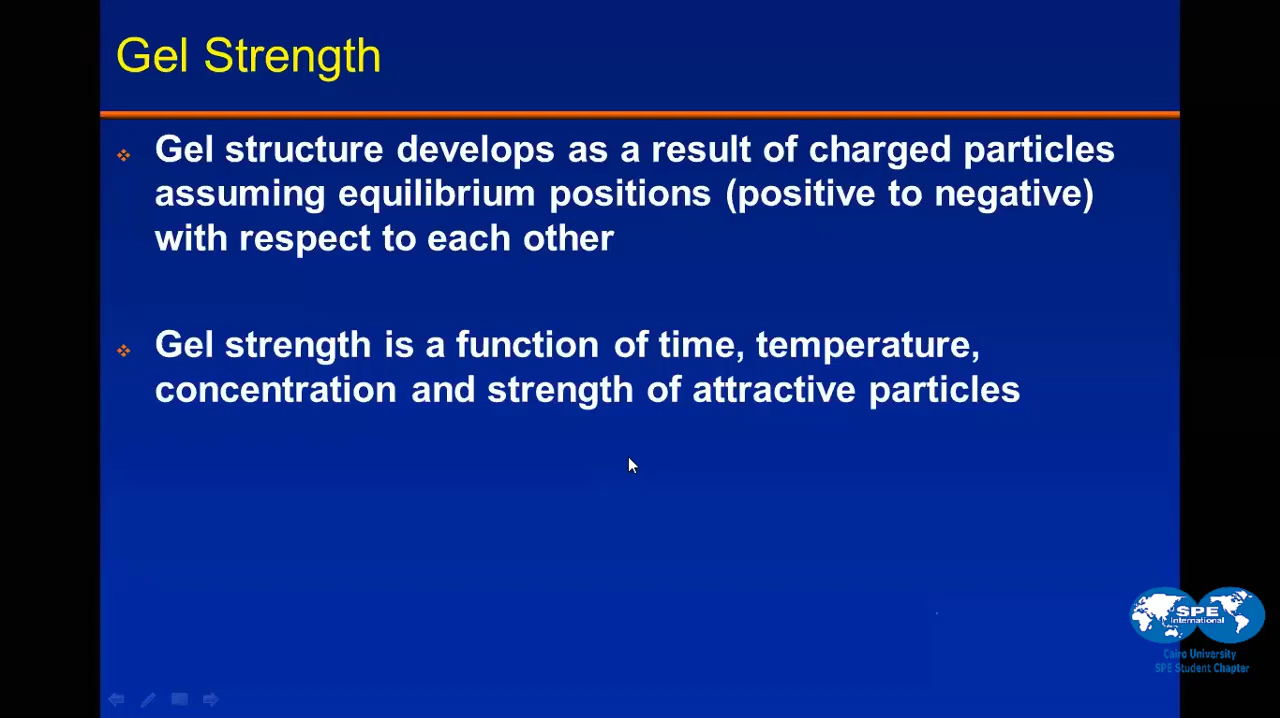 Gel Strength
Gel structure develops as a result of charged particles
assuming equilibrium positions (positive to negative)
with respect to each other
Gel strength is a function of time, temperature,
concentration and strength of attractive particles
SPE
International
Cairo University
SPE Student Chapter